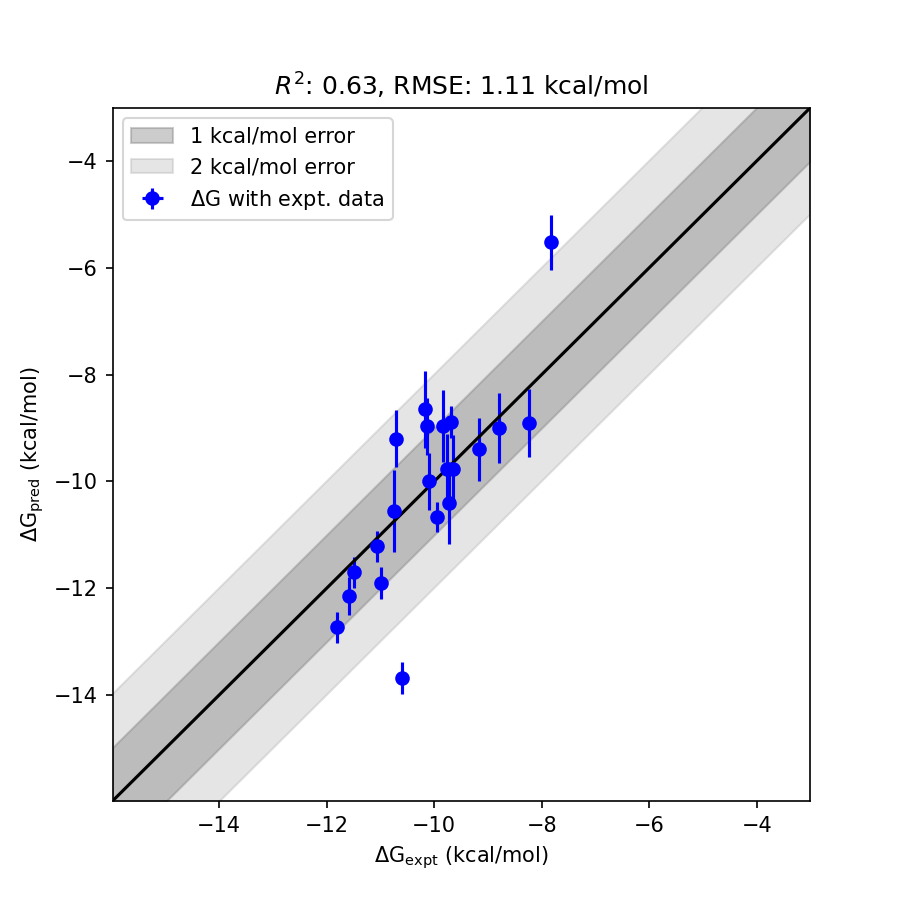 R²: 0.63, RMSE: 1.11 kcal/mol
1 kcal/mol error
2 kcal/mol error
ΔG with expt. data
−4
−6
−8
−10
−12
−14
ΔGpred (kcal/mol)
−14 −12 −10 −8 −6 −4
ΔGexpt (kcal/mol)